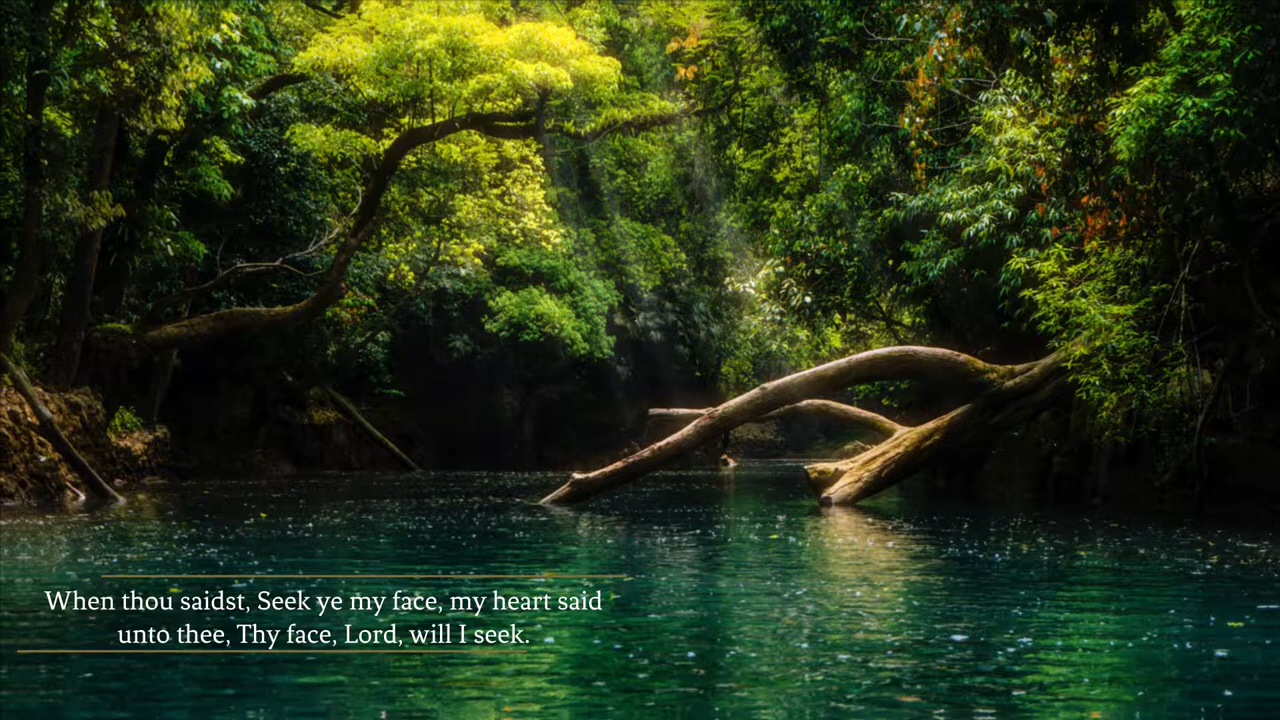 When thou saidst, Seek ye my face, my heart said
unto thee, Thy face, Lord, will I seek.